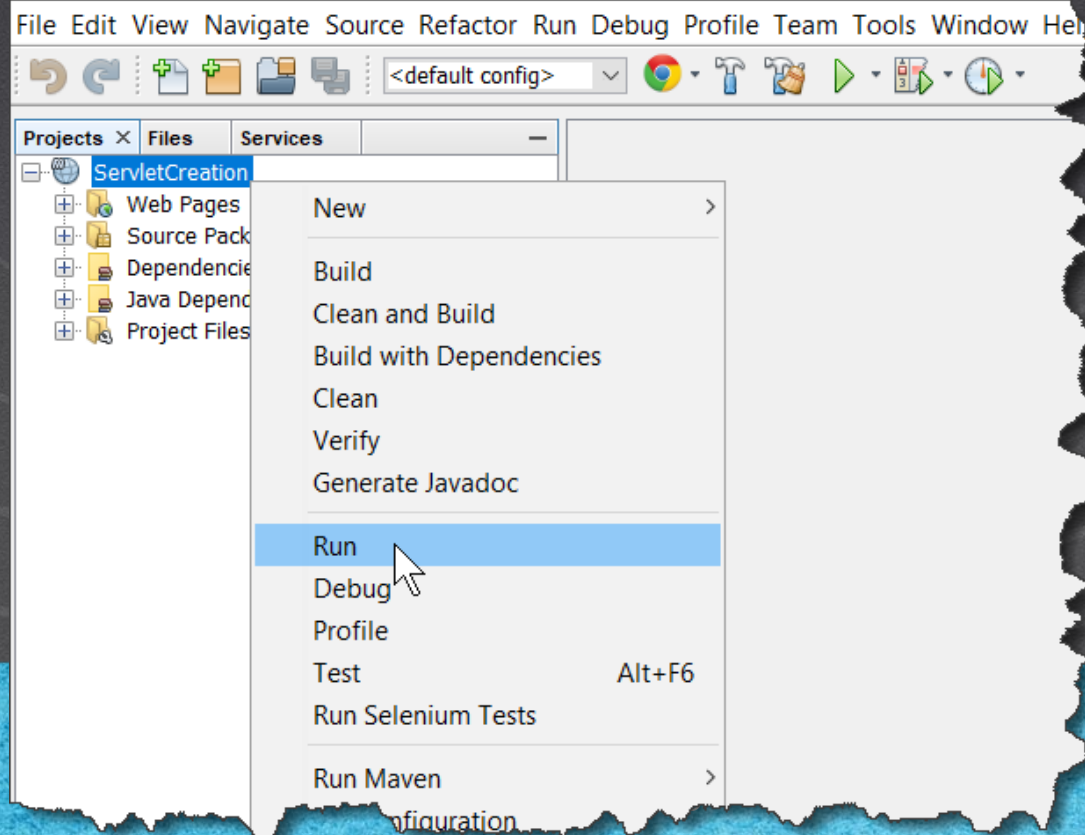 File Edit View Navigate Source Refactor Run Debug Profile Team Tools Window
<default config>
Projects Files Services
ServletCreation
Web Pages
Source Pack
Dependencie
Java Depend
Project Files
New
Build
Clean and Build
Build with Dependencies
Clean
Verify
Generate Javadoc
Run
Debug
Profile
Test Alt+F6
Run Selenium Tests
Run Maven